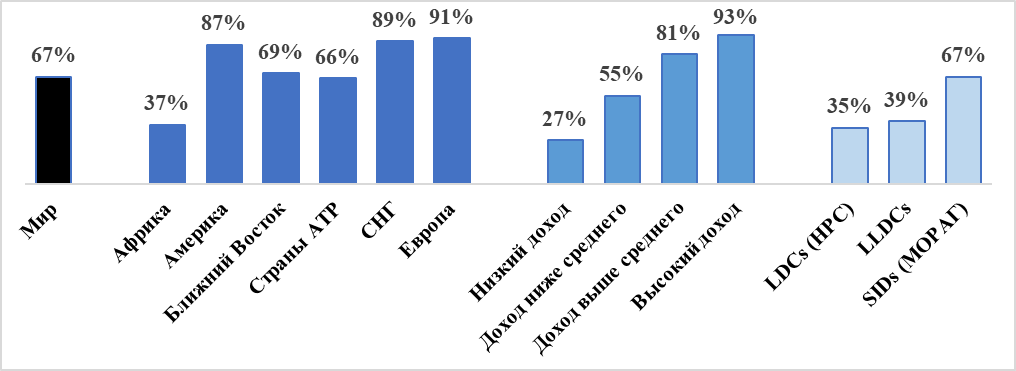 67%
37%
87%
69%
66%
89%
91%
27%
55%
81%
93%
35%
39%
67%
Мир
Африка
Америка
Ближний Восток
Страны АТР
СНГ
Европа
Низкий доход
Доход ниже среднего
Доход выше среднего
Высокий доход
LDCs (НРС)
LLDCs
SIDs (МОРАГ)